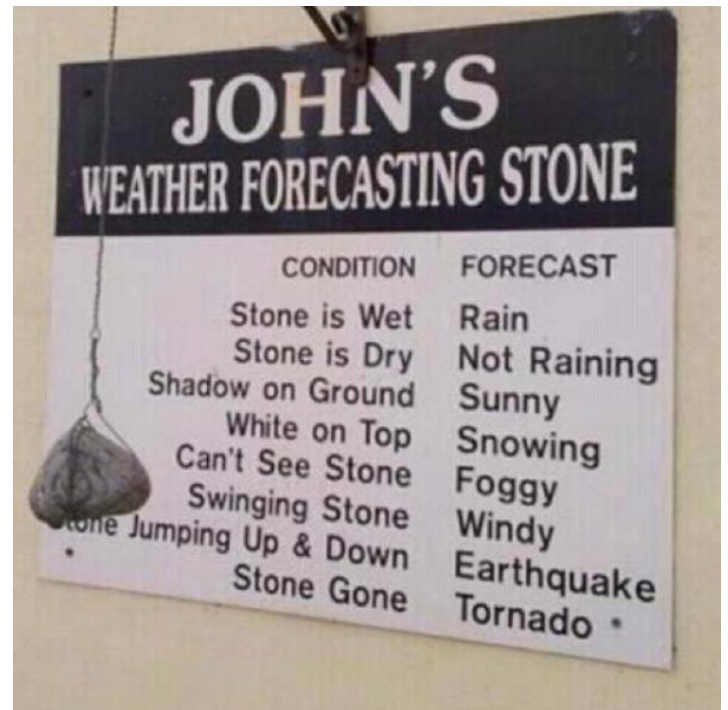 JOHN'S
WEATHER FORECASTING STONE
CONDITION FORECAST
Stone is Wet Rain
Stone is Dry Not Raining
Shadow on Ground Sunny
White on Top Snowing
Can't See Stone Foggy
Swinging Stone Windy
Stone Jumping Up & Down Earthquake
Stone Gone Tornado